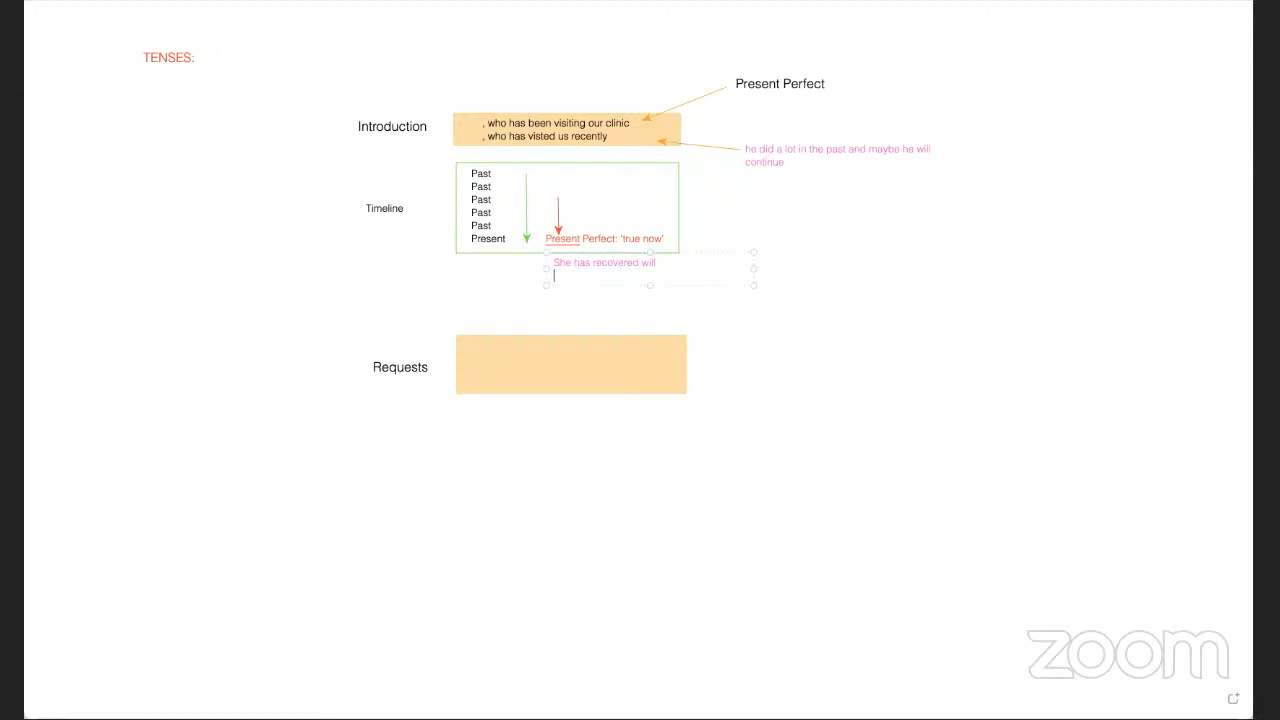 TENSES:
Present Perfect
Introduction
, who has been visiting our clinic
, who has visted us recently
he did a lot in the past and maybe he will
continue
Timeline
Past
Past
Past
Past
Past
Present
Present Perfect: 'true now'
She has recovered will
Requests
zoom